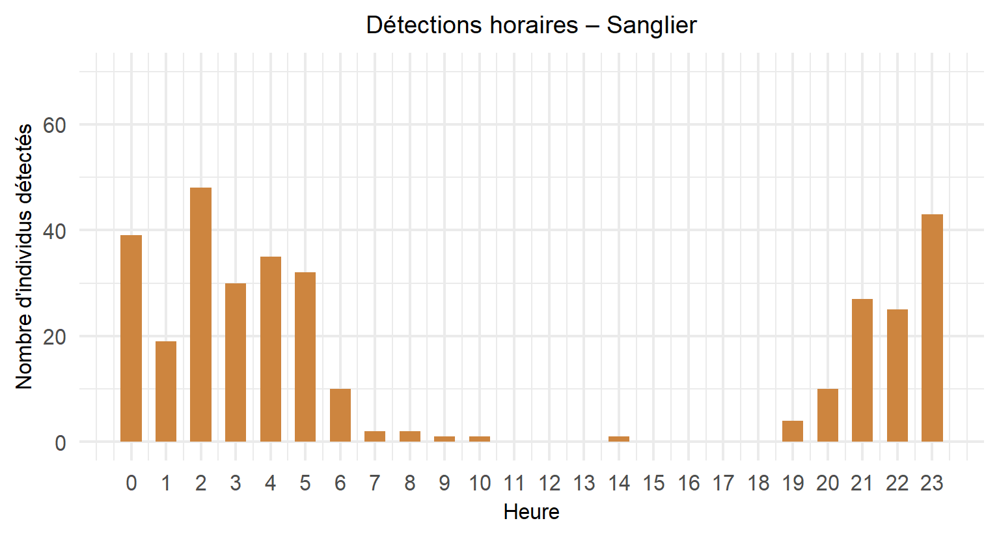 Détections horaires – Sanglier
Nombre d'individus détectés
60
40
20
0
0 1 2 3 4 5 6 7 8 9 10 11 12 13 14 15 16 17 18 19 20 21 22 23
Heure